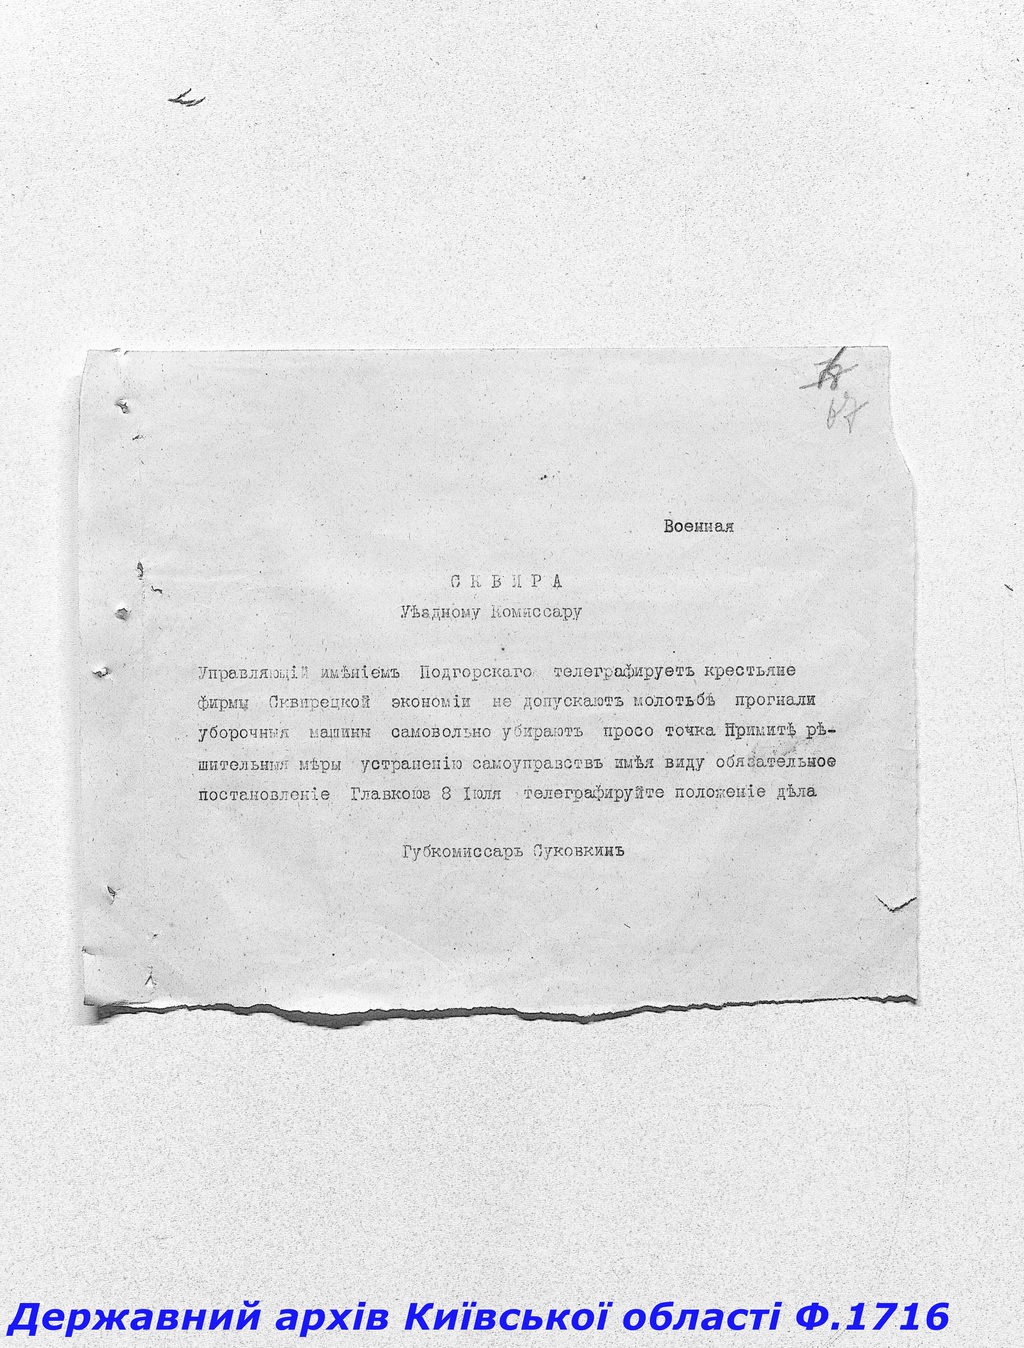 67
Военная
СКВИРА
Уѣздному Комиссару
Управляющій имѣніемъ Подгорскаго телеграфируетъ крестьяне
фирмы Сквирецкой экономіи не допускаютъ молотьбѣ прогнали
уборочныя машины самовольно убираютъ просо точка Примитѣ рѣ-
шительныя мѣры устраненію самоуправствъ имѣя виду обязательное
постановленіе Главкоюз 8 Іюля телеграфируйте положеніе дѣла
Губкомиссаръ Суковкинъ
Державний архів Київської області Ф.1716